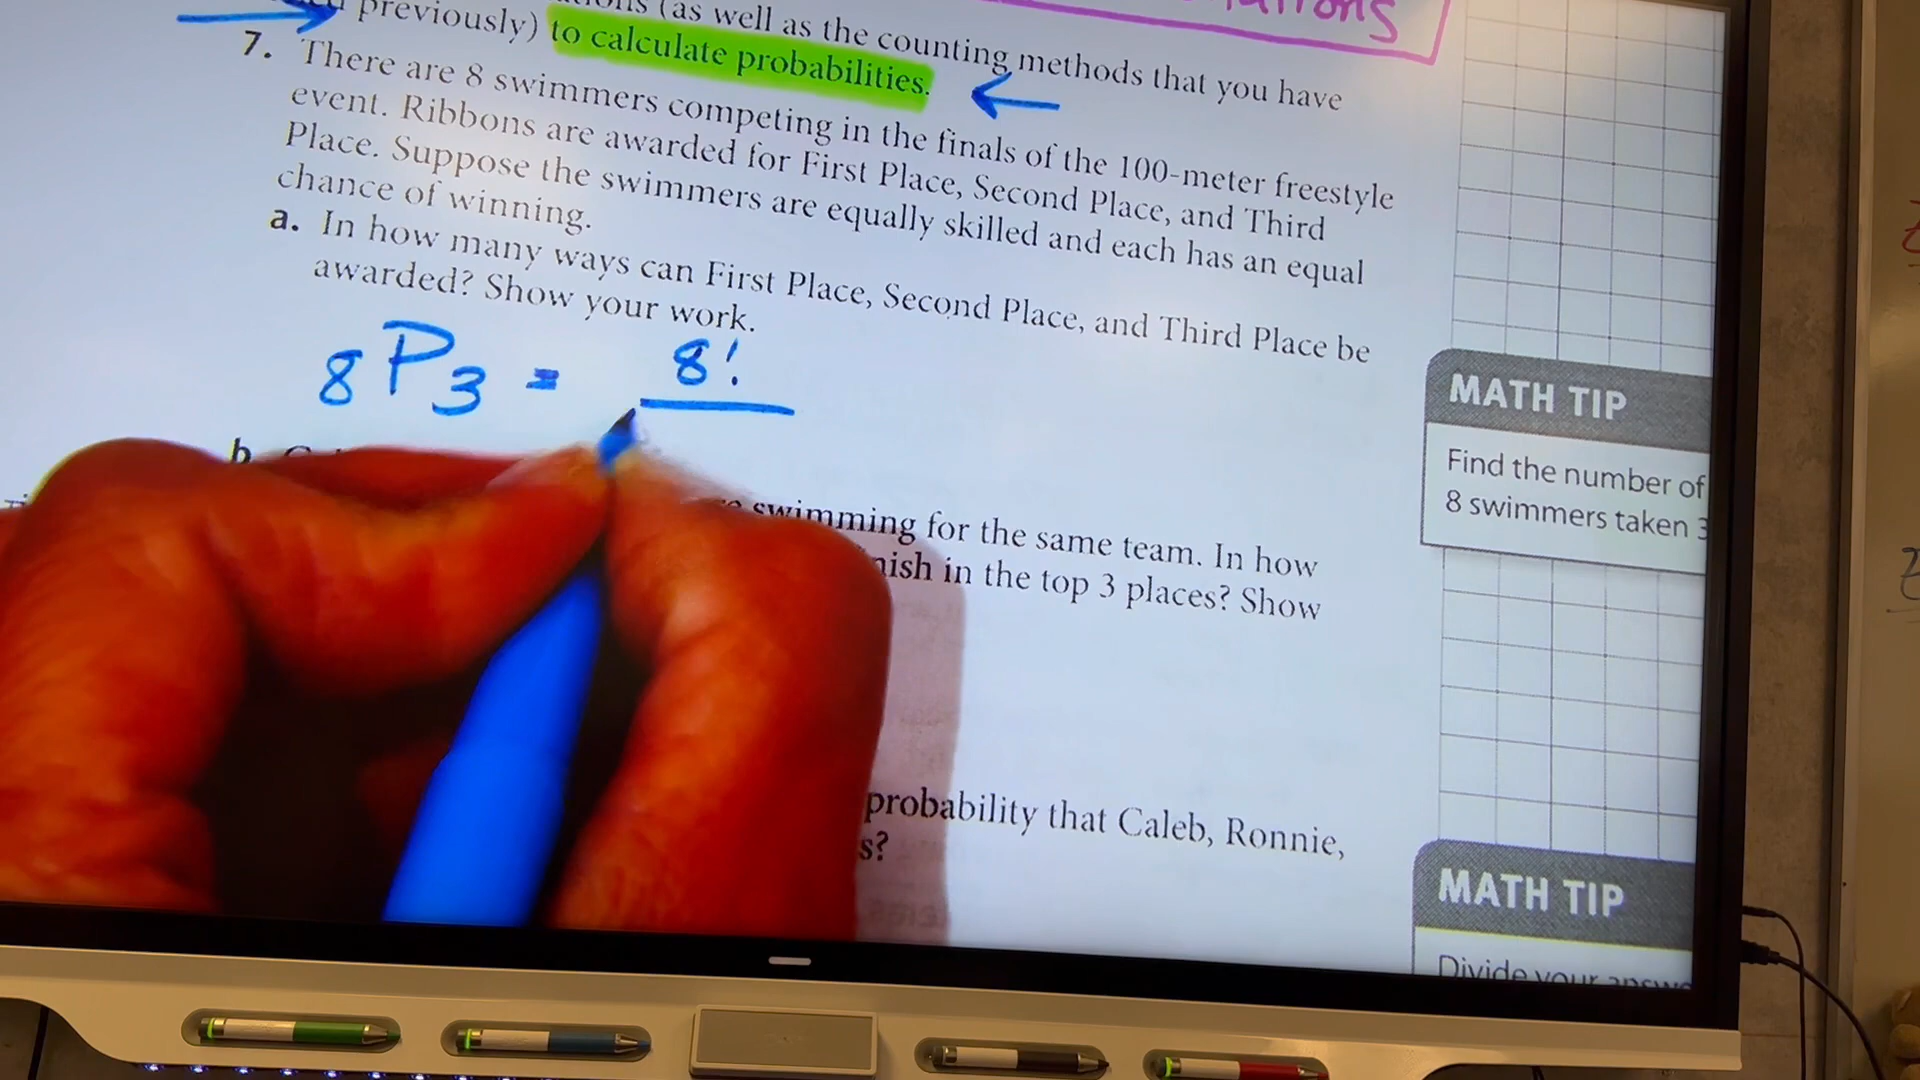 (as well as the counting methods that you have
previously) to calculate probabilities.
7. There are 8 swimmers competing in the finals of the 100-meter freestyle
event. Ribbons are awarded for First Place, Second Place, and Third
Place. Suppose the swimmers are equally skilled and each has an equal
chance of winning.
a. In how many ways can First Place, Second Place, and Third Place be
awarded? Show your work.
8P3 = 8!
b.
swimming for the same team. In how
in the top 3 places? Show
probability that Caleb, Ronnie,
MATH TIP
Find the number of
8 swimmers taken 3
MATH TIP
Divide your